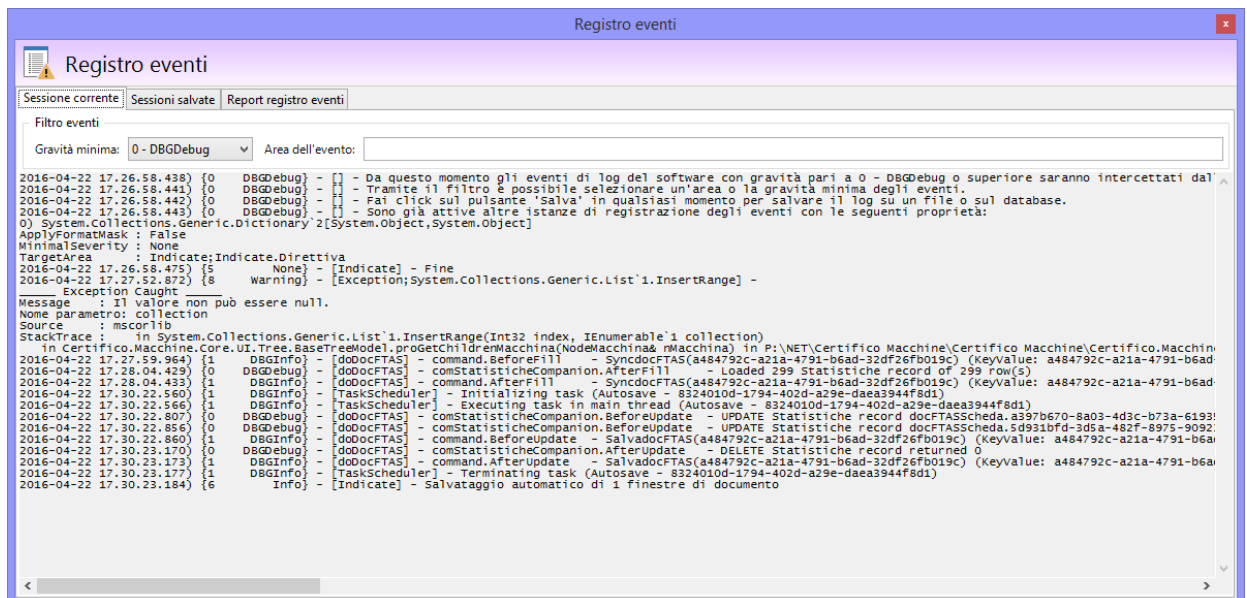 Registro eventi
x
Registro eventi
Sessione corrente Sessioni salvate Report registro eventi
Filtro eventi
Gravità minima: 0 - DBGDebug Area dell'evento:
2016-04-22 17.26.58.438) {0 DBGDebug} - [] - Da questo momento gli eventi di log del software con gravità pari a 0 - DBGDebug o superiore saranno intercettati dall'
2016-04-22 17.26.58.441) {0 DBGDebug} - [] - Tramite il filtro è possibile selezionare un'area o la gravità minima degli eventi.
2016-04-22 17.26.58.442) {0 DBGDebug} - [] - Fai click sul pulsante 'Salva' in qualsiasi momento per salvare il log su un file o sul database.
2016-04-22 17.26.58.443) {0 DBGDebug} - [] - Sono già attive altre istanze di registrazione degli eventi con le seguenti proprietà:
0) System.Collections.Generic.Dictionary`2[System.Object,System.Object]
ApplyFormatMask : False
MinimalSeverity : None
TargetArea : Indicate;Indicate.Direttiva
2016-04-22 17.26.58.475) {5 None} - [Indicate] - Fine
2016-04-22 17.27.52.872) {8 Warning} - [Exception;System.Collections.Generic.List`1.InsertRange] -
_____ Exception Caught _____
Message : Il valore non può essere null.
Nome parametro: collection
Source : mscorlib
StackTrace : in System.Collections.Generic.List`1.InsertRange(Int32 index, IEnumerable`1 collection)
in Certifico.Macchine.Core.UI.Tree.BaseTreeModel.proGetChildrenMacchina(NodeMacchina& nMacchina) in P:\NET\Certifico Macchine\Certifico Macchine\Certifico.Macchine
2016-04-22 17.27.59.964) {1 DBGInfo} - [doDocFTAS] - command.BeforeFill - SyncdocFTAS(a484792c-a21a-4791-b6ad-32df26fb019c) (KeyValue: a484792c-a21a-4791-b6ad-
2016-04-22 17.28.04.429) {0 DBGDebug} - [doDocFTAS] - comStatisticheCompanion.AfterFill - Loaded 299 Statistiche record of 299 row(s)
2016-04-22 17.28.04.433) {1 DBGInfo} - [doDocFTAS] - command.AfterFill - SyncdocFTAS(a484792c-a21a-4791-b6ad-32df26fb019c) (KeyValue: a484792c-a21a-4791-b6ad-
2016-04-22 17.30.22.560) {1 DBGInfo} - [TaskScheduler] - Initializing task (Autosave - 8324010d-1794-402d-a29e-daea3944f8d1)
2016-04-22 17.30.22.566) {1 DBGInfo} - [TaskScheduler] - Executing task in main thread (Autosave - 8324010d-1794-402d-a29e-daea3944f8d1)
2016-04-22 17.30.22.807) {0 DBGDebug} - [doDocFTAS] - comStatisticheCompanion.BeforeUpdate - UPDATE Statistiche record docFTASScheda.a397b670-8a03-4d3c-b73a-6193
2016-04-22 17.30.22.856) {0 DBGDebug} - [doDocFTAS] - comStatisticheCompanion.BeforeUpdate - UPDATE Statistiche record docFTASScheda.5d931bfd-3d5a-482f-8975-9092
2016-04-22 17.30.22.860) {1 DBGInfo} - [doDocFTAS] - command.BeforeUpdate - SalvadocFTAS(a484792c-a21a-4791-b6ad-32df26fb019c) (KeyValue: a484792c-a21a-4791-b6a
2016-04-22 17.30.23.170) {0 DBGDebug} - [doDocFTAS] - comStatisticheCompanion.AfterUpdate - DELETE Statistiche record returned 0
2016-04-22 17.30.23.173) {1 DBGInfo} - [doDocFTAS] - command.AfterUpdate - SalvadocFTAS(a484792c-a21a-4791-b6ad-32df26fb019c) (KeyValue: a484792c-a21a-4791-b6a
2016-04-22 17.30.23.177) {1 DBGInfo} - [TaskScheduler] - Terminating task (Autosave - 8324010d-1794-402d-a29e-daea3944f8d1)
2016-04-22 17.30.23.184) {6 Info} - [Indicate] - Salvataggio automatico di 1 finestre di documento